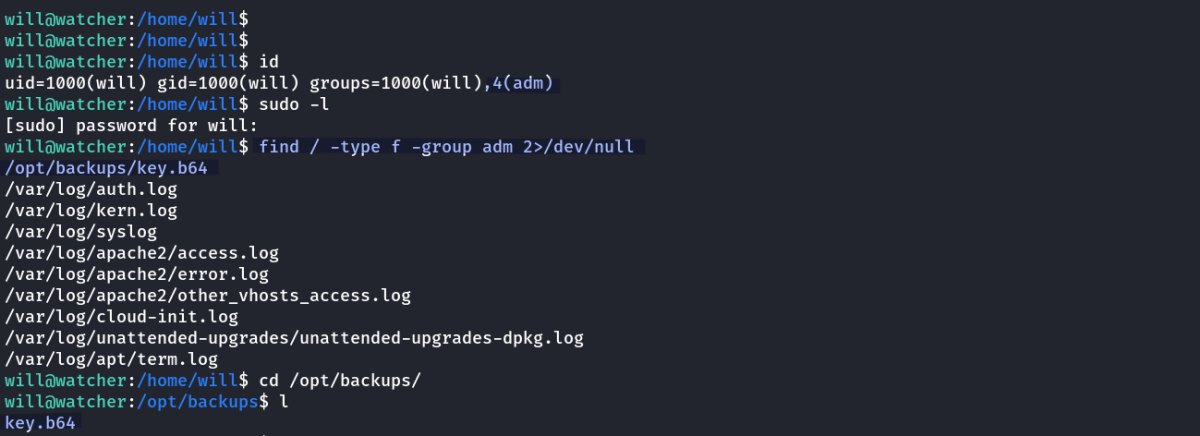 will@watcher:/home/will$
will@watcher:/home/will$
will@watcher:/home/will$ id
uid=1000(will) gid=1000(will) groups=1000(will),4(adm)
will@watcher:/home/will$ sudo -l
[sudo] password for will:
will@watcher:/home/will$ find / -type f -group adm 2>/dev/null
/opt/backups/key.b64
/var/log/auth.log
/var/log/kern.log
/var/log/syslog
/var/log/apache2/access.log
/var/log/apache2/error.log
/var/log/apache2/other_vhosts_access.log
/var/log/cloud-init.log
/var/log/unattended-upgrades/unattended-upgrades-dpkg.log
/var/log/apt/term.log
will@watcher:/home/will$ cd /opt/backups/
will@watcher:/opt/backups$ l
key.b64